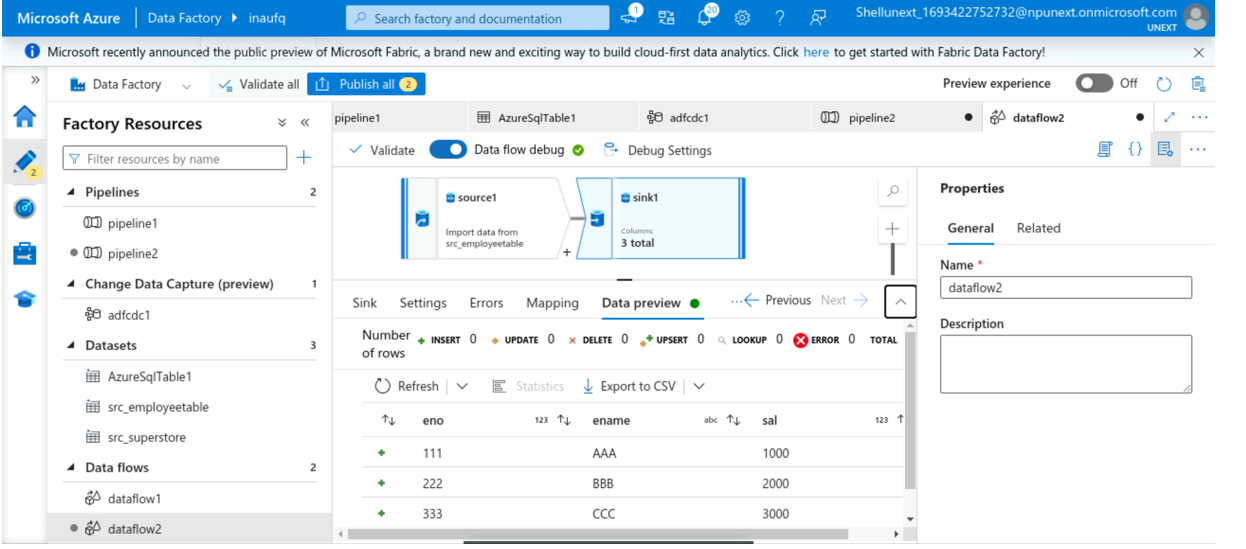 Microsoft Azure Data Factory inaufq Search factory and documentation 1 20 Shellunext_1693422752732@npunext.onmicrosoft.com
UNEXT
Microsoft recently announced the public preview of Microsoft Fabric, a brand new and exciting way to build cloud-first data analytics. Click here to get started with Fabric Data Factory!
Data Factory Validate all Publish all 2 Preview experience Off
2
Factory Resources
Filter resources by name
Pipelines 2
pipeline1
pipeline2
Change Data Capture (preview) 1
adfcdc1
Datasets 3
AzureSqlTable1
src_employeetable
src_superstore
Data flows 2
dataflow1
dataflow2
pipeline1 AzureSqlTable1 adfcdc1 pipeline2 dataflow2
Validate Data flow debug Debug Settings
source1
Import data from
src_employeetable
+
sink1
Columns:
3 total
Sink Settings Errors Mapping Data preview Previous Next
Number of rows INSERT 0 UPDATE 0 DELETE 0 UPSERT 0 LOOKUP 0 ERROR 0 TOTAL
Refresh Statistics Export to CSV
eno 123 ename abc sal 123
111 AAA 1000
222 BBB 2000
333 CCC 3000
Properties
General Related
Name *
dataflow2
Description